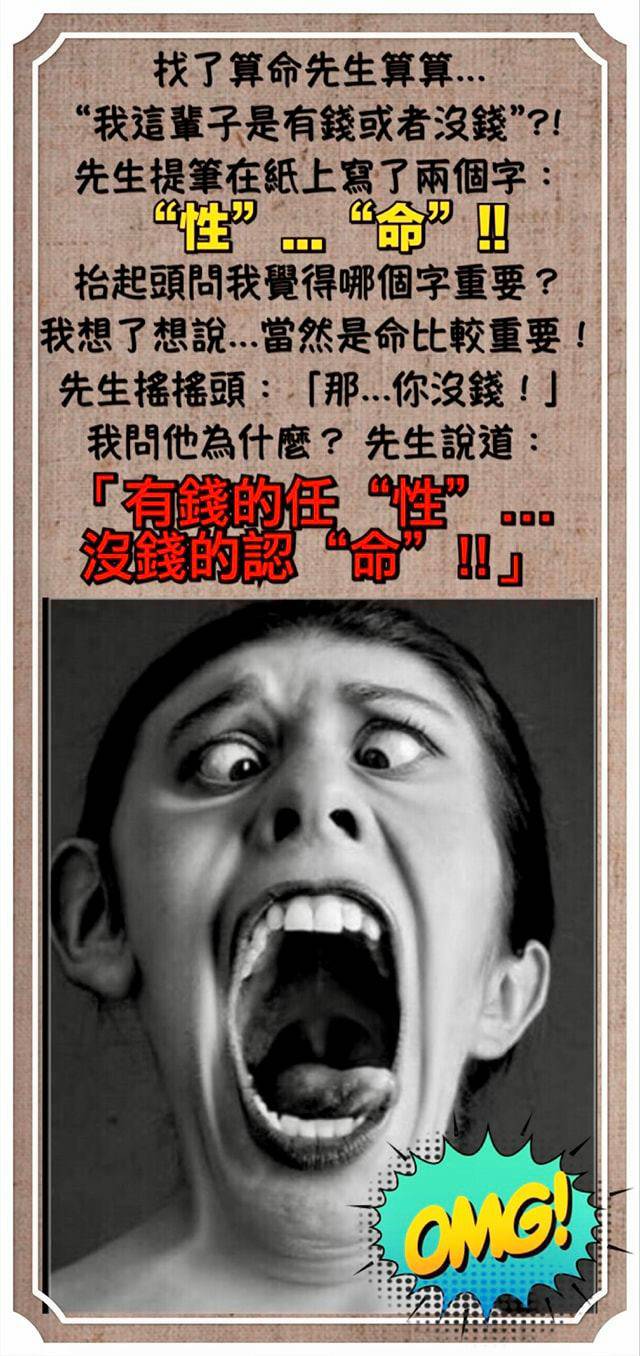 找了算命先生算算...
“我這輩子是有錢或者沒錢”?!
先生提筆在紙上寫了兩個字：
“性”...“命”!!
抬起頭問我覺得哪個字重要？
我想了想說...當然是命比較重要！
先生搖搖頭：「那...你沒錢！」
我問他為什麼？ 先生說道：
「有錢的任“性”...
沒錢的認“命”!!」
OMG!